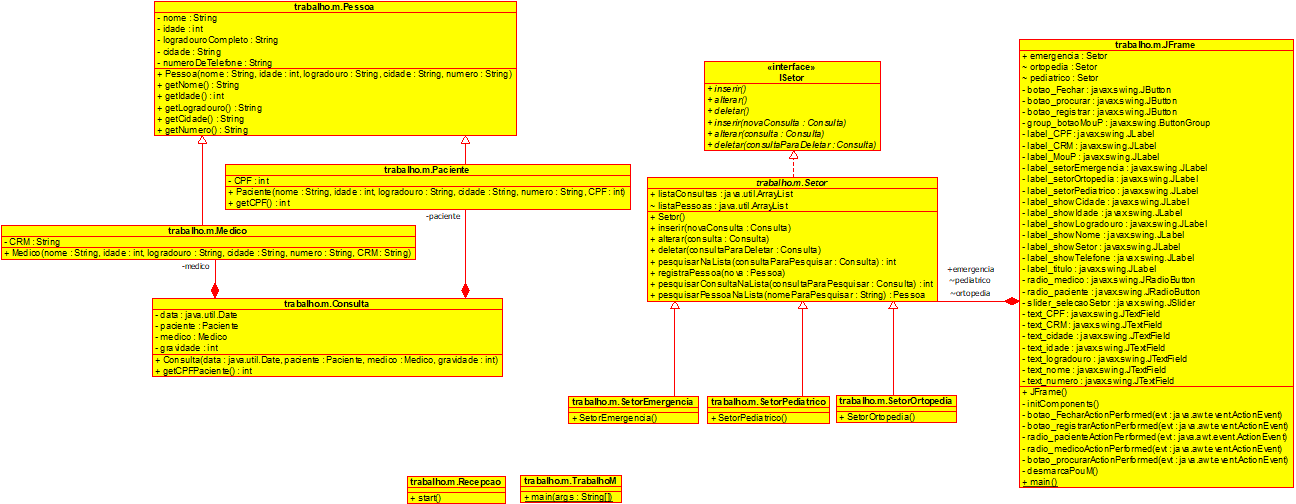 trabalho.m.Pessoa
- nome : String
- idade : int
- logradouroCompleto : String
- cidade : String
- numeroDeTelefone : String
+ Pessoa(nome : String, idade : int, logradouro : String, cidade : String, numero : String)
+ getNome() : String
+ getIdade() : int
+ getLogradouro() : String
+ getCidade() : String
+ getNumero() : String
trabalho.m.Paciente
- CPF : int
+ Paciente(nome : String, idade : int, logradouro : String, cidade : String, numero : String, CPF : int)
+ getCPF() : int
-paciente
trabalho.m.Medico
- CRM : String
+ Medico(nome : String, idade : int, logradouro : String, cidade : String, numero : String, CRM : String)
-medico
trabalho.m.Consulta
- data : java.util.Date
- paciente : Paciente
- medico : Medico
- gravidade : int
+ Consulta(data : java.util.Date, paciente : Paciente, medico : Medico, gravidade : int)
+ getCPFPaciente() : int
«interface»
ISetor
+ inserir()
+ alterar()
+ deletar()
+ inserir(novaConsulta : Consulta)
+ alterar(consulta : Consulta)
+ deletar(consultaParaDeletar : Consulta)
trabalho.m.Setor
+ listaConsultas : java.util.ArrayList
~ listaPessoas : java.util.ArrayList
+ Setor()
+ inserir(novaConsulta : Consulta)
+ alterar(consulta : Consulta)
+ deletar(consultaParaDeletar : Consulta)
+ pesquisarNaLista(consultaParaPesquisar : Consulta) : int
+ registraPessoa(nova : Pessoa)
+ pesquisarConsultaNaLista(consultaParaPesquisar : Consulta) : int
+ pesquisarPessoaNaLista(nomeParaPesquisar : String) : Pessoa
+emergencia
~pediatrico
~ortopedia
trabalho.m.SetorEmergencia
+ SetorEmergencia()
trabalho.m.SetorPediatrico
+ SetorPediatrico()
trabalho.m.SetorOrtopedia
+ SetorOrtopedia()
trabalho.m.JFrame
+ emergencia : Setor
~ ortopedia : Setor
~ pediatrico : Setor
- botao_Fechar : javax.swing.JButton
- botao_procurar : javax.swing.JButton
- botao_registrar : javax.swing.JButton
- group_botaoMouP : javax.swing.ButtonGroup
- label_CPF : javax.swing.JLabel
- label_CRM : javax.swing.JLabel
- label_MouP : javax.swing.JLabel
- label_setorEmergencia : javax.swing.JLabel
- label_setorOrtopedia : javax.swing.JLabel
- label_setorPediatrico : javax.swing.JLabel
- label_showCidade : javax.swing.JLabel
- label_showIdade : javax.swing.JLabel
- label_showLogradouro : javax.swing.JLabel
- label_showNome : javax.swing.JLabel
- label_showSetor : javax.swing.JLabel
- label_showTelefone : javax.swing.JLabel
- label_titulo : javax.swing.JLabel
- radio_medico : javax.swing.JRadioButton
- radio_paciente : javax.swing.JRadioButton
- slider_selecaoSetor : javax.swing.JSlider
- text_CPF : javax.swing.JTextField
- text_CRM : javax.swing.JTextField
- text_cidade : javax.swing.JTextField
- text_idade : javax.swing.JTextField
- text_logradouro : javax.swing.JTextField
- text_nome : javax.swing.JTextField
- text_numero : javax.swing.JTextField
+ JFrame()
- initComponents()
- botao_FecharActionPerformed(evt : java.awt.event.ActionEvent)
- botao_registrarActionPerformed(evt : java.awt.event.ActionEvent)
- radio_pacienteActionPerformed(evt : java.awt.event.ActionEvent)
- radio_medicoActionPerformed(evt : java.awt.event.ActionEvent)
- botao_procurarActionPerformed(evt : java.awt.event.ActionEvent)
- desmarcaPouM()
+ main()
trabalho.m.Recepcao
+ start()
trabalho.m.TrabalhoM
+ main(args : String[])